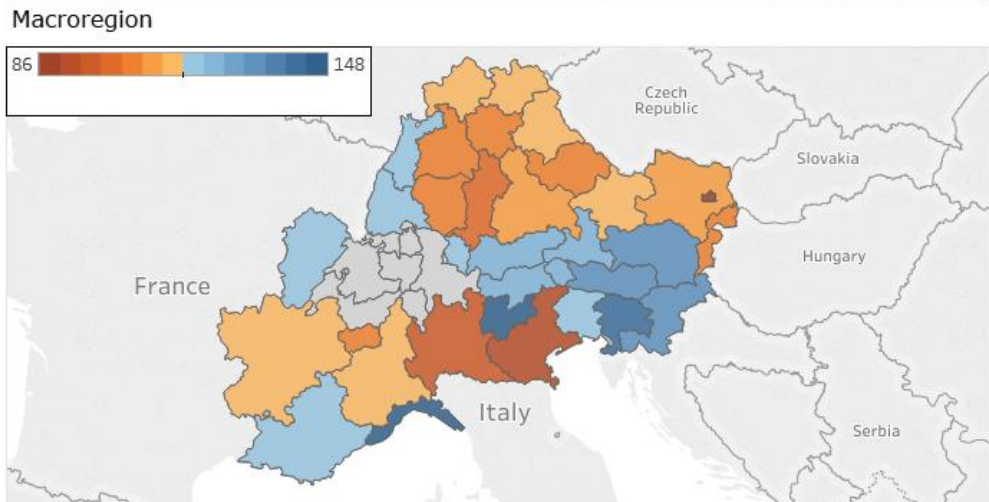 Macroregion
86 148
Czech
Republic
Slovakia
Hungary
France
Italy
Serbia